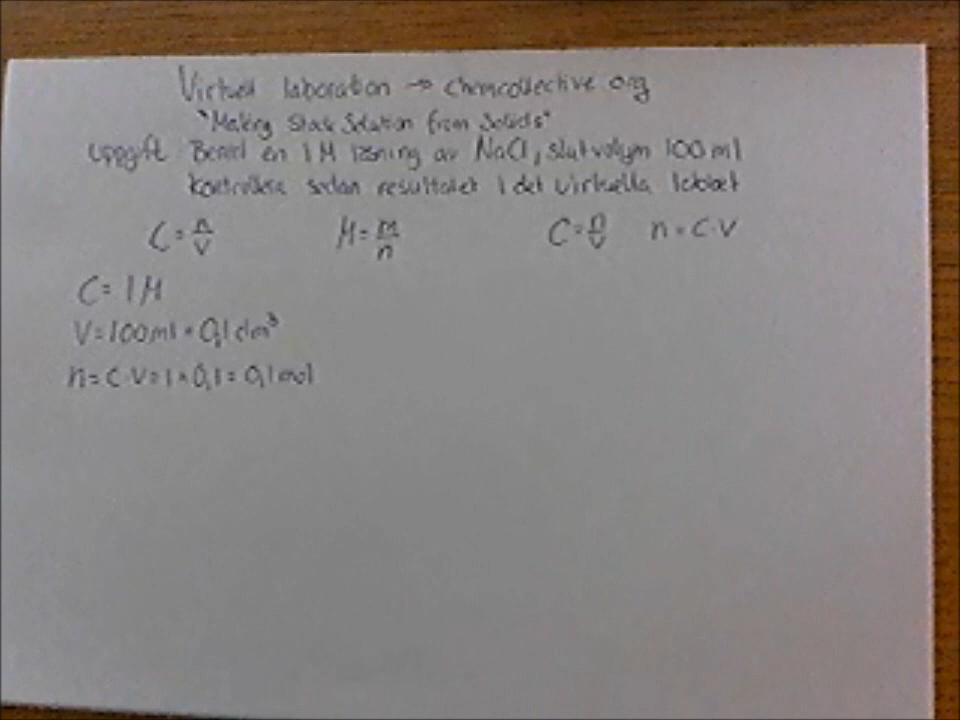 Virtuell laboration → chemcollective.org
"Making Stock Solution from Solids"
Uppgift Bered en 1 M lösning av NaCl, slutvolym 100 ml
kontrollera sedan resultatet i det virtuella labbet
C = n/V M = m/n C = n/V n = C·V
C = 1 M
V = 100 ml = 0,1 dm³
n = C·V = 1 × 0,1 = 0,1 mol